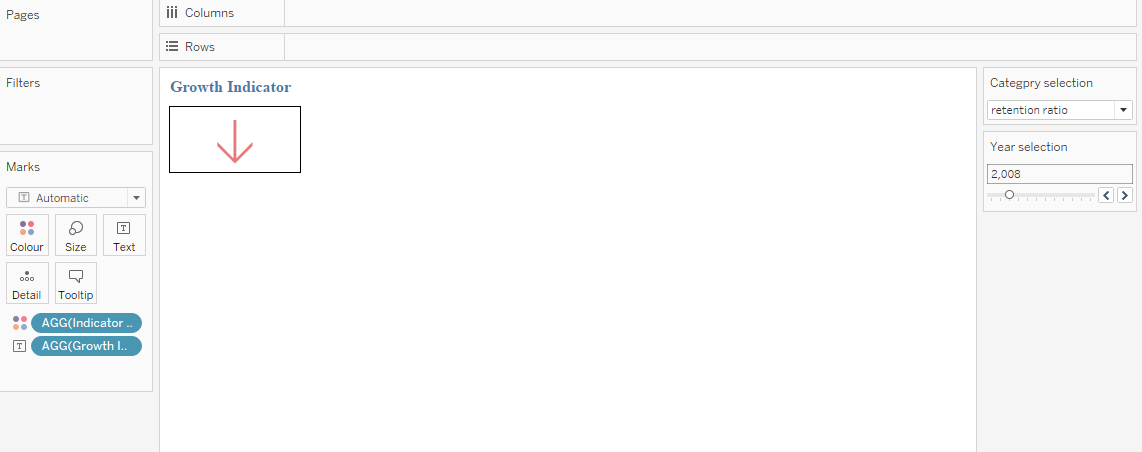 Pages
Columns
Rows
Filters
Growth Indicator
Categpry selection
retention ratio
Year selection
2,008
Marks
Automatic
Colour
Size
Text
Detail
Tooltip
AGG(Indicator ..
AGG(Growth I..